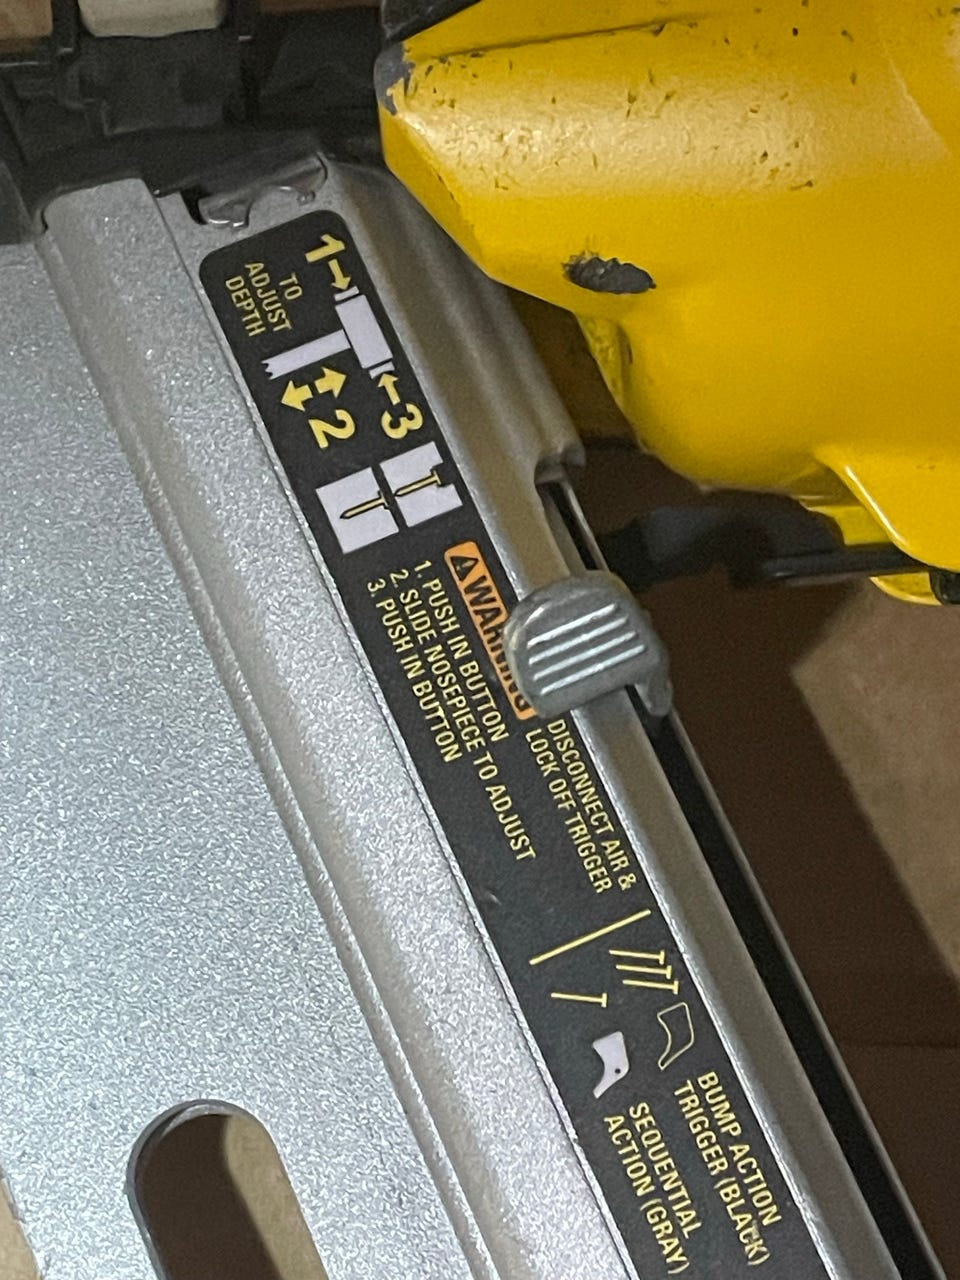 1
TO
ADJUST
DEPTH
2
3
WARNING
DISCONNECT AIR &
LOCK OFF TRIGGER
1. PUSH IN BUTTON
2. SLIDE NOSEPIECE TO ADJUST
3. PUSH IN BUTTON
BUMP ACTION
TRIGGER (BLACK)
SEQUENTIAL
ACTION (GRAY)